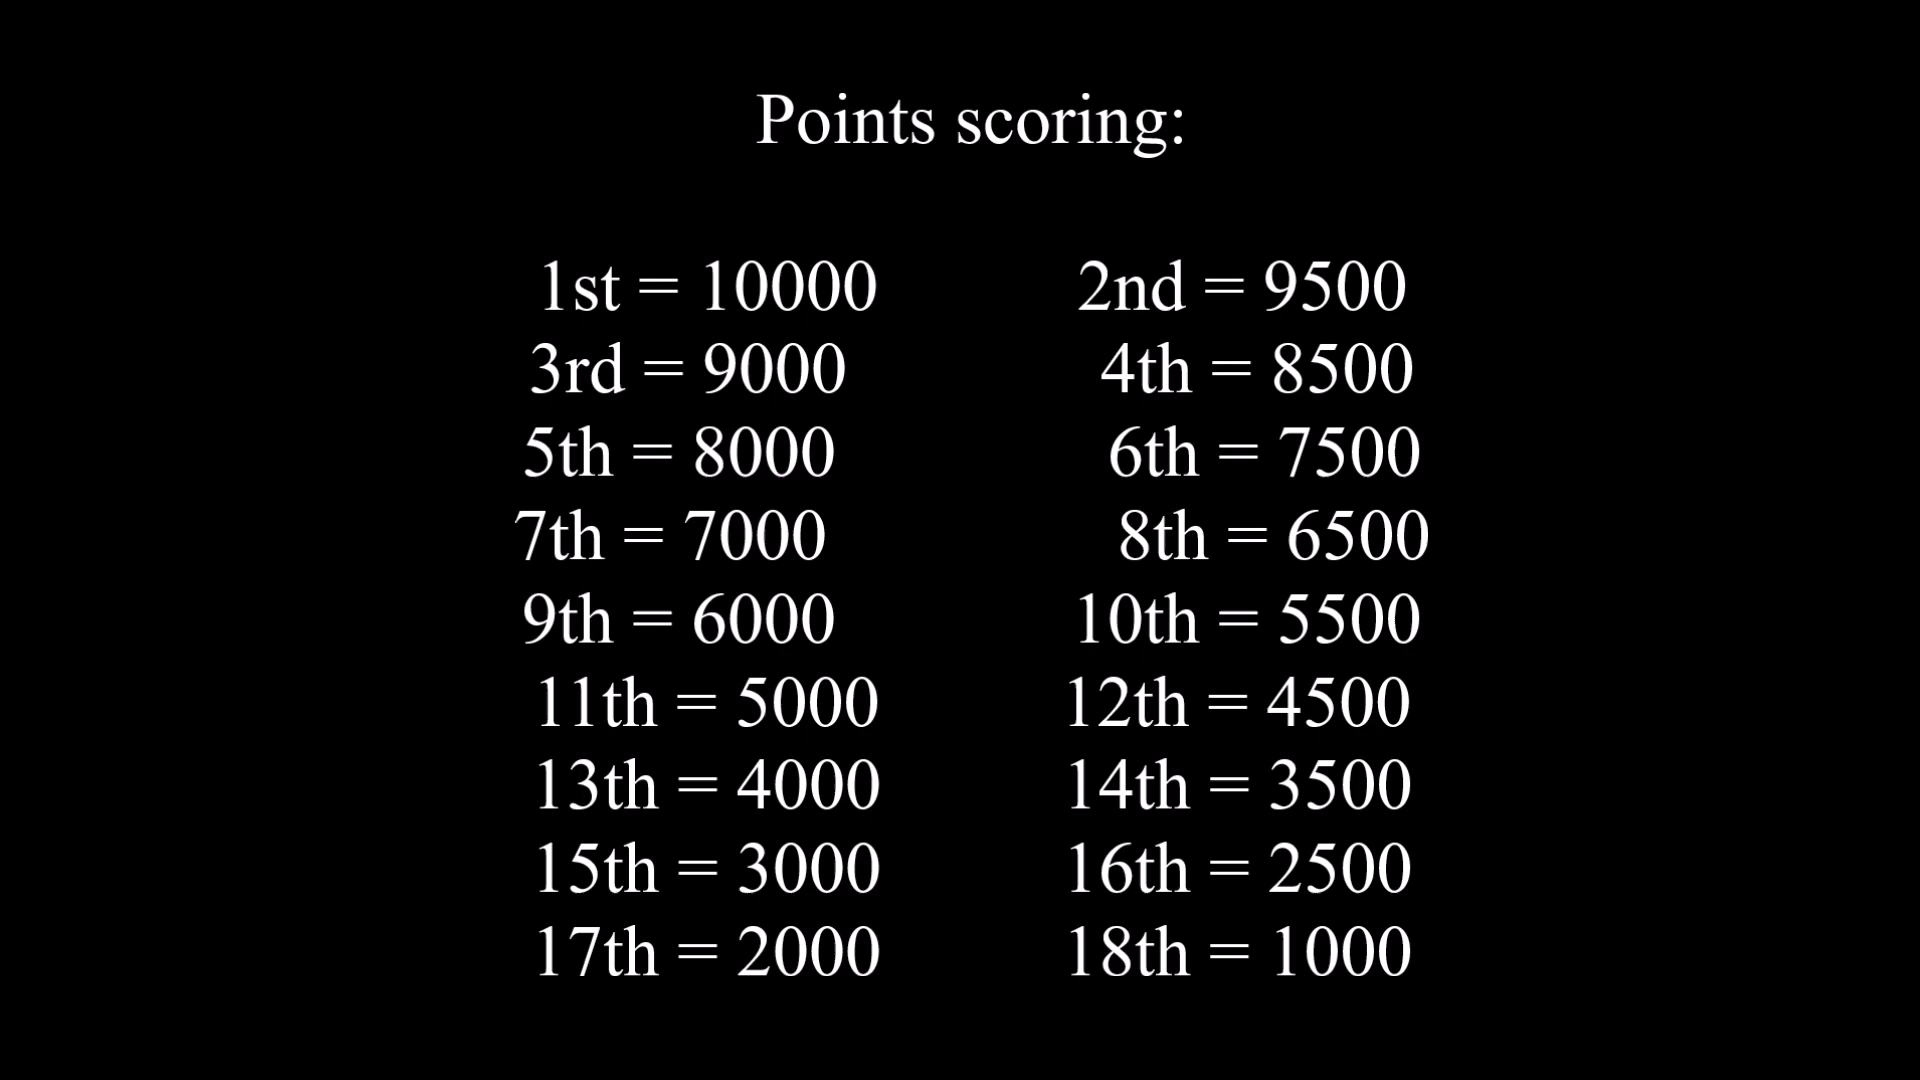 Points scoring:
1st = 10000 2nd = 9500
3rd = 9000 4th = 8500
5th = 8000 6th = 7500
7th = 7000 8th = 6500
9th = 6000 10th = 5500
11th = 5000 12th = 4500
13th = 4000 14th = 3500
15th = 3000 16th = 2500
17th = 2000 18th = 1000